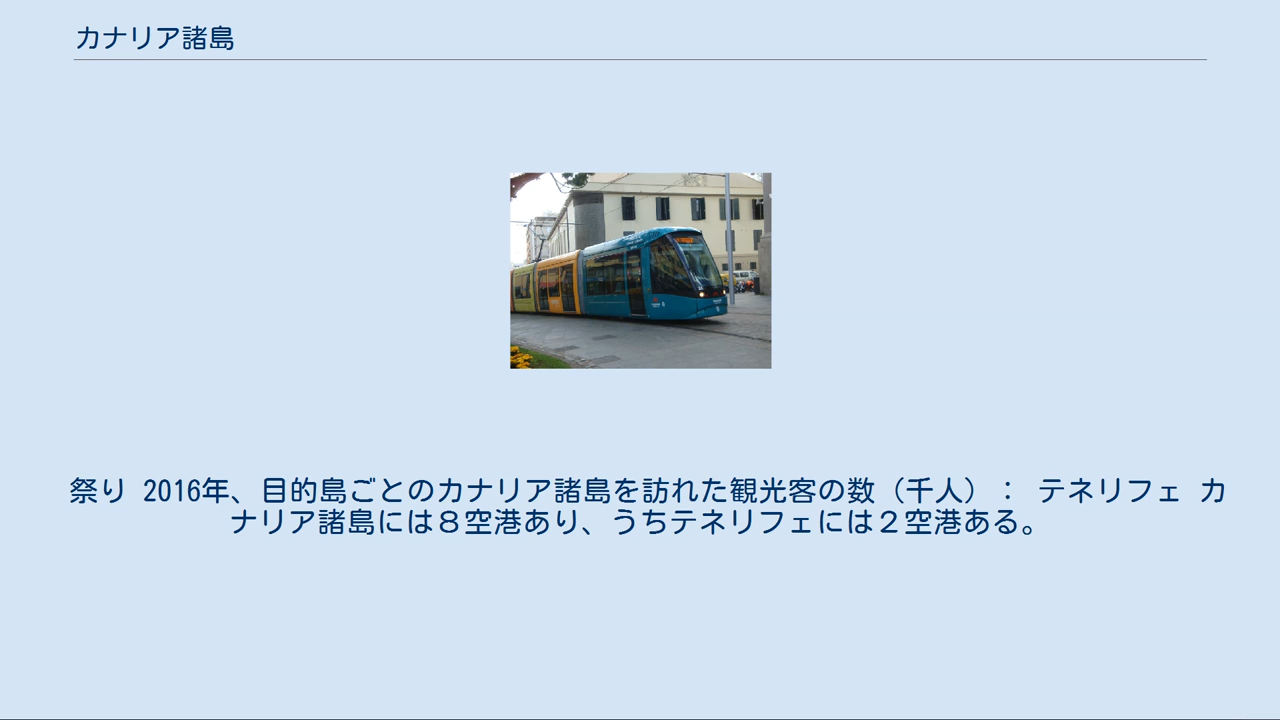 カナリア諸島
祭り 2016年、目的島ごとのカナリア諸島を訪れた観光客の数（千人）： テネリフェ カ
ナリア諸島には８空港あり、うちテネリフェには２空港ある。